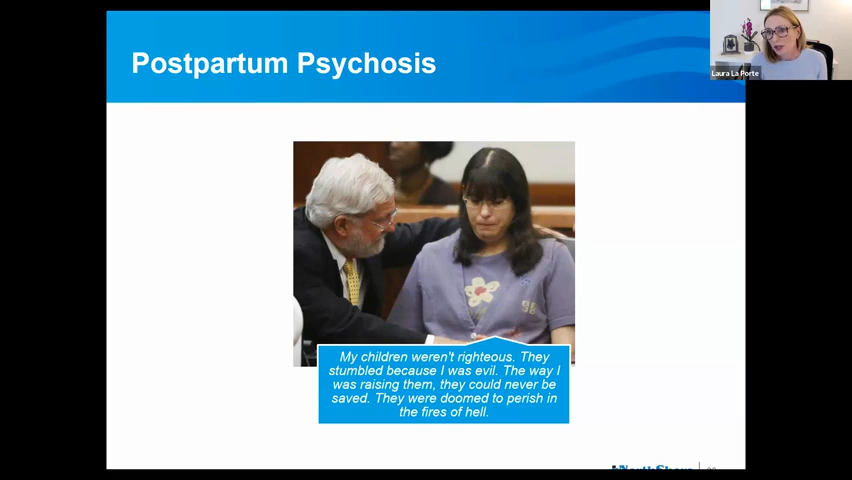 Postpartum Psychosis
Laura La Porte
My children weren't righteous. They
stumbled because I was evil. The way I
was raising them, they could never be
saved. They were doomed to perish in
the fires of hell.